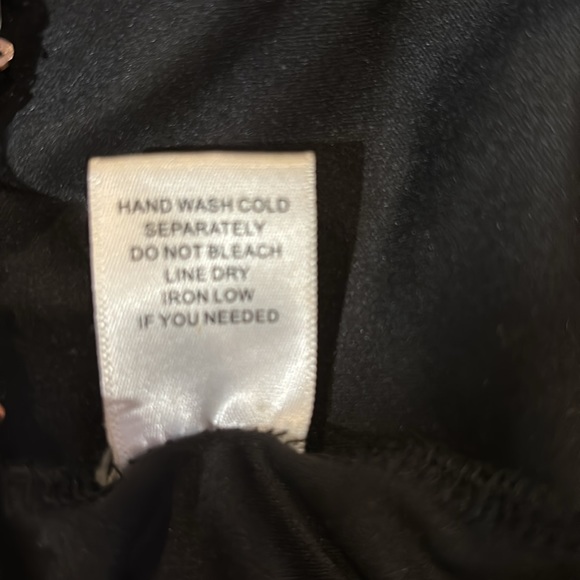 HAND WASH COLD
SEPARATELY
DO NOT BLEACH
LINE DRY
IRON LOW
IF YOU NEEDED